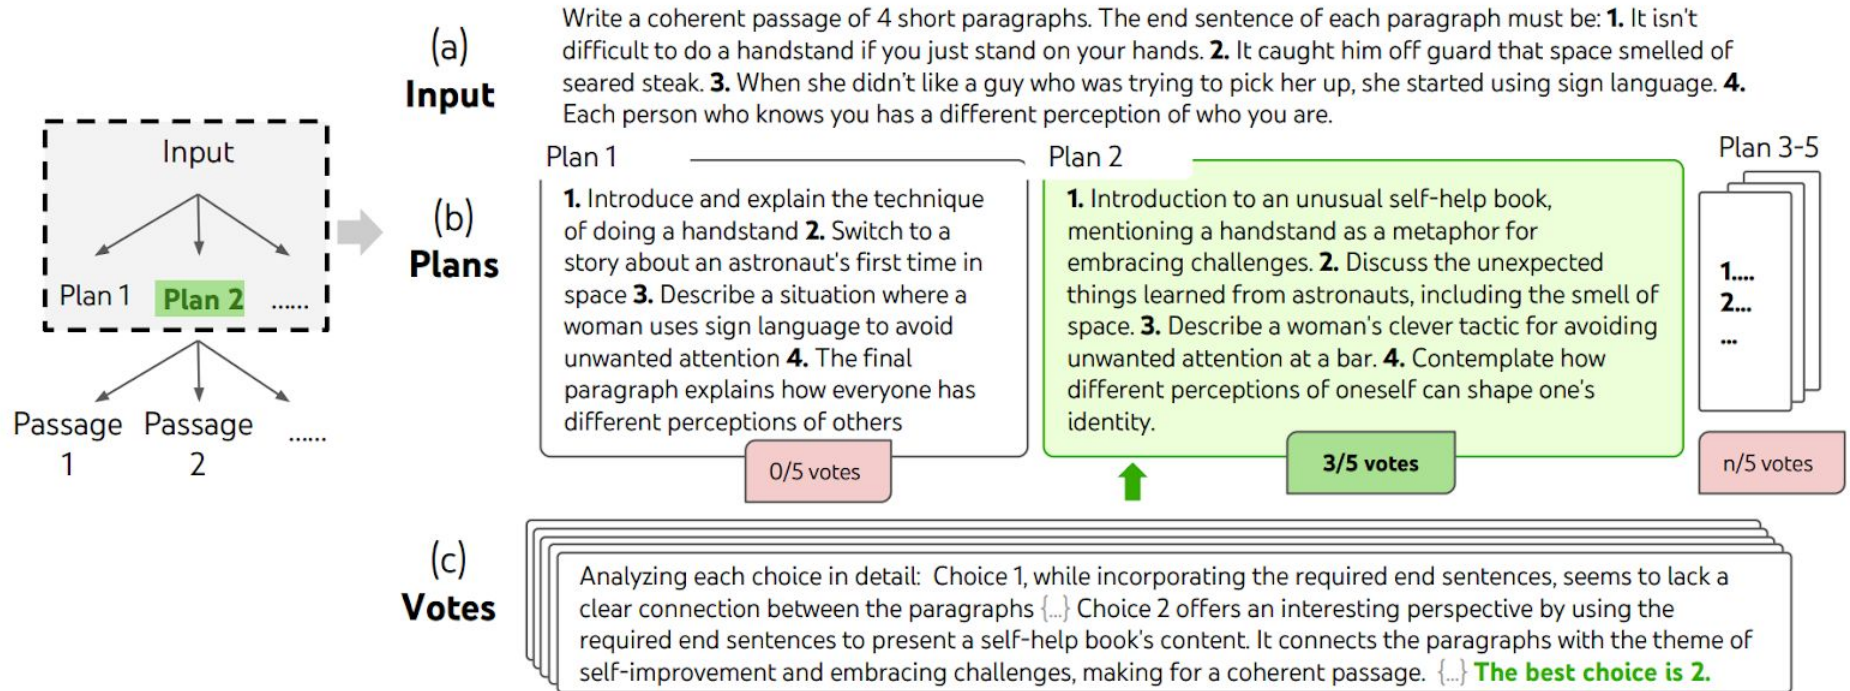 Input
Plan 1
Plan 2
......
Passage 1
Passage 2
......
(a)
Input
Write a coherent passage of 4 short paragraphs. The end sentence of each paragraph must be: 1. It isn't
difficult to do a handstand if you just stand on your hands. 2. It caught him off guard that space smelled of
seared steak. 3. When she didn't like a guy who was trying to pick her up, she started using sign language. 4.
Each person who knows you has a different perception of who you are.
(b)
Plans
Plan 1
1. Introduce and explain the technique
of doing a handstand 2. Switch to a
story about an astronaut's first time in
space 3. Describe a situation where a
woman uses sign language to avoid
unwanted attention 4. The final
paragraph explains how everyone has
different perceptions of others
0/5 votes
Plan 2
1. Introduction to an unusual self-help book,
mentioning a handstand as a metaphor for
embracing challenges. 2. Discuss the unexpected
things learned from astronauts, including the smell of
space. 3. Describe a woman's clever tactic for avoiding
unwanted attention at a bar. 4. Contemplate how
different perceptions of oneself can shape one's
identity.
3/5 votes
Plan 3-5
1....
2...
...
n/5 votes
(c)
Votes
Analyzing each choice in detail: Choice 1, while incorporating the required end sentences, seems to lack a
clear connection between the paragraphs {...} Choice 2 offers an interesting perspective by using the
required end sentences to present a self-help book's content. It connects the paragraphs with the theme of
self-improvement and embracing challenges, making for a coherent passage. {...} The best choice is 2.